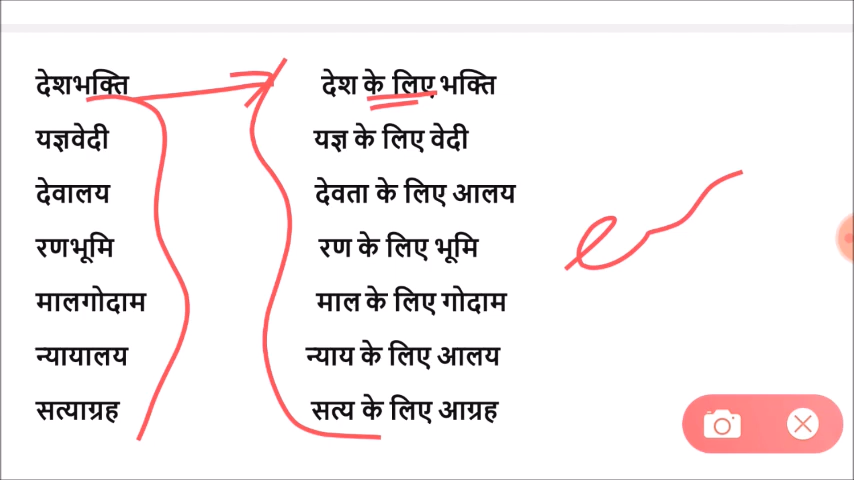 देशभक्ति देश के लिए भक्ति
यज्ञवेदी यज्ञ के लिए वेदी
देवालय देवता के लिए आलय
रणभूमि रण के लिए भूमि
मालगोदाम माल के लिए गोदाम
न्यायालय न्याय के लिए आलय
सत्याग्रह सत्य के लिए आग्रह